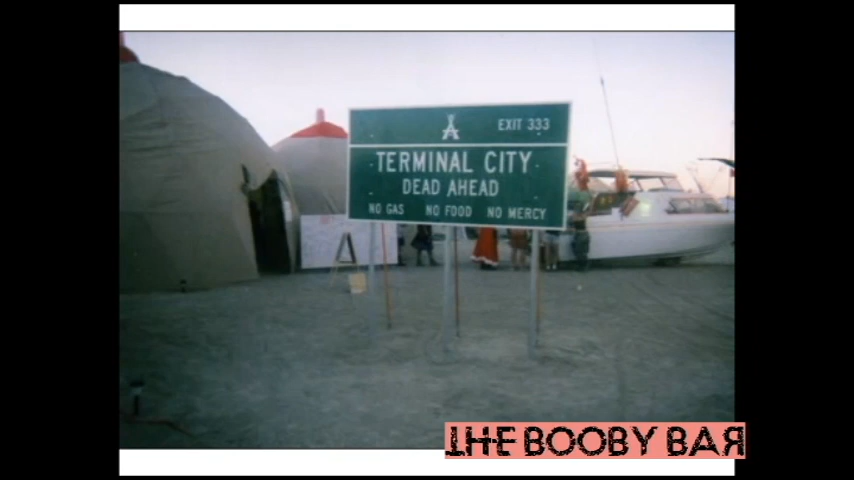 EXIT 333
TERMINAL CITY
DEAD AHEAD
NO GAS NO FOOD NO MERCY
THE BOOBY BAR